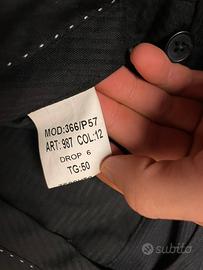 MOD:366/P57
ART: 987 COL:12
DROP 6
TG:50
subito